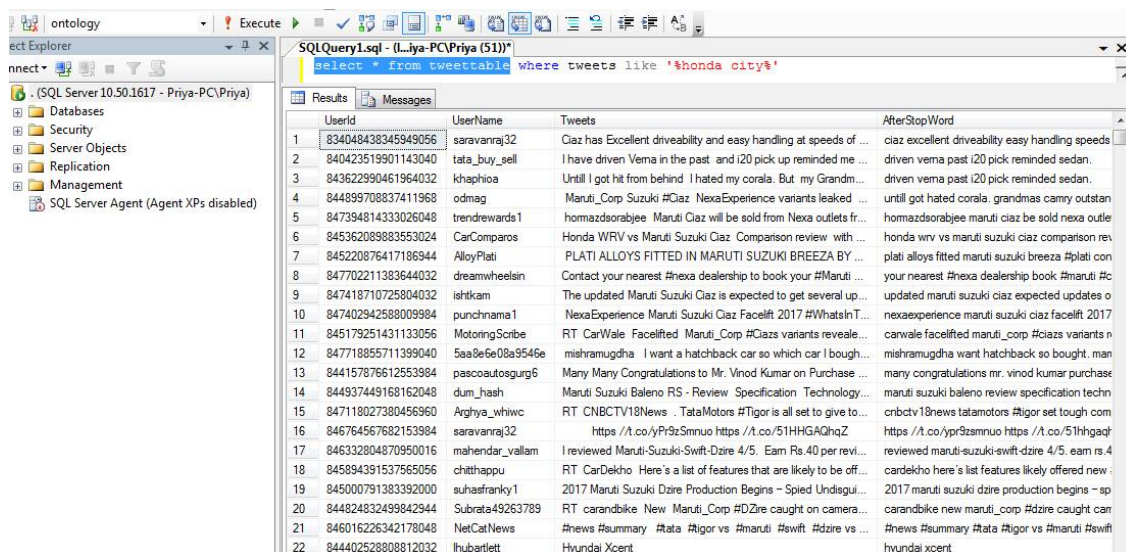 ontology Execute
ect Explorer
SQLQuery1.sql - (l...iya-PC\Priya (51))*
nnect
select * from tweettable where tweets like '%honda city%'
. (SQL Server 10.50.1617 - Priya-PC\Priya)
Databases
Security
Server Objects
Replication
Management
SQL Server Agent (Agent XPs disabled)
Results Messages
UserId UserName Tweets AfterStopWord
1 834048438345949056 saravanraj32 Ciaz has Excellent driveability and easy handling at speeds of ... ciaz excellent driveability easy handling speeds
2 840423519901143040 tata_buy_sell I have driven Verna in the past and i20 pick up reminded me ... driven verna past i20 pick reminded sedan.
3 843622990461964032 khaphioa Untill I got hit from behind I hated my corala. But my Grandm... driven verna past i20 pick reminded sedan.
4 844899708837411968 odmag Maruti_Corp Suzuki #Ciaz NexaExperience variants leaked ... untill got hated corala. grandmas camry outstan
5 847394814333026048 trendrewards1 hormazdsorabjee Maruti Ciaz will be sold from Nexa outlets fr... hormazdsorabjee maruti ciaz be sold nexa outle
6 845362089883553024 CarComparos Honda WRV vs Maruti Suzuki Ciaz Comparison review with ... honda wrv vs maruti suzuki ciaz comparison rev
7 845220876417186944 AlloyPlati PLATI ALLOYS FITTED IN MARUTI SUZUKI BREEZA BY ... plati alloys fitted maruti suzuki breeza #plati con
8 847702211383644032 dreamwheelsin Contact your nearest #nexa dealership to book your #Maruti ... your nearest #nexa dealership book #maruti #c
9 847418710725804032 ishtkam The updated Maruti Suzuki Ciaz is expected to get several up... updated maruti suzuki ciaz expected updates o
10 847402942588009984 punchnama1 NexaExperience Maruti Suzuki Ciaz Facelift 2017 #WhatsInT... nexaexperience maruti suzuki ciaz facelift 2017
11 845179251431133056 MotoringScribe RT CarWale Facelifted Maruti_Corp #Ciazs variants reveale... carwale facelifted maruti_corp #ciazs variants r
12 847718855711399040 5aa8e6e08a9546e mishramugdha I want a hatchback car so which car I bough... mishramugdha want hatchback so bought. man
13 844157876612553984 pascoautosgurg6 Many Many Congratulations to Mr. Vinod Kumar on Purchase ... many congratulations mr. vinod kumar purchase
14 844937449168162048 dum_hash Maruti Suzuki Baleno RS - Review Specification Technology... maruti suzuki baleno review specification techn
15 847118027380456960 Arghya_whiwc RT CNBCTV18News . TataMotors #Tigor is all set to give to... cnbctv18news tatamotors #tigor set tough com
16 846764567682153984 saravanraj32 https //t.co/yPr9zSmnuo https //t.co/51HHGAQhqZ https //t.co/ypr9zsmnuo https //t.co/51hhgaqh
17 846332804870950016 mahendar_vallam I reviewed Maruti-Suzuki-Swift-Dzire 4/5. Earn Rs.40 per revi... reviewed maruti-suzuki-swift-dzire 4/5. earn rs.4
18 845894391537565056 chitthappu RT CarDekho Here's a list of features that are likely to be off... cardekho here's list features likely offered new
19 845000791383392000 suhasfranky1 2017 Maruti Suzuki Dzire Production Begins – Spied Undisgui... 2017 maruti suzuki dzire production begins – sp
20 844824832499842944 Subrata49263789 RT carandbike New Maruti_Corp #DZire caught on camera... carandbike new maruti_corp #dzire caught cam
21 846016226342178048 NetCatNews #news #summary #tata #tigor vs #maruti #swift #dzire vs ... #news #summary #tata #tigor vs #maruti #swift
22 844402528808812032 lhubartlett Hyundai Xcent hyundai xcent